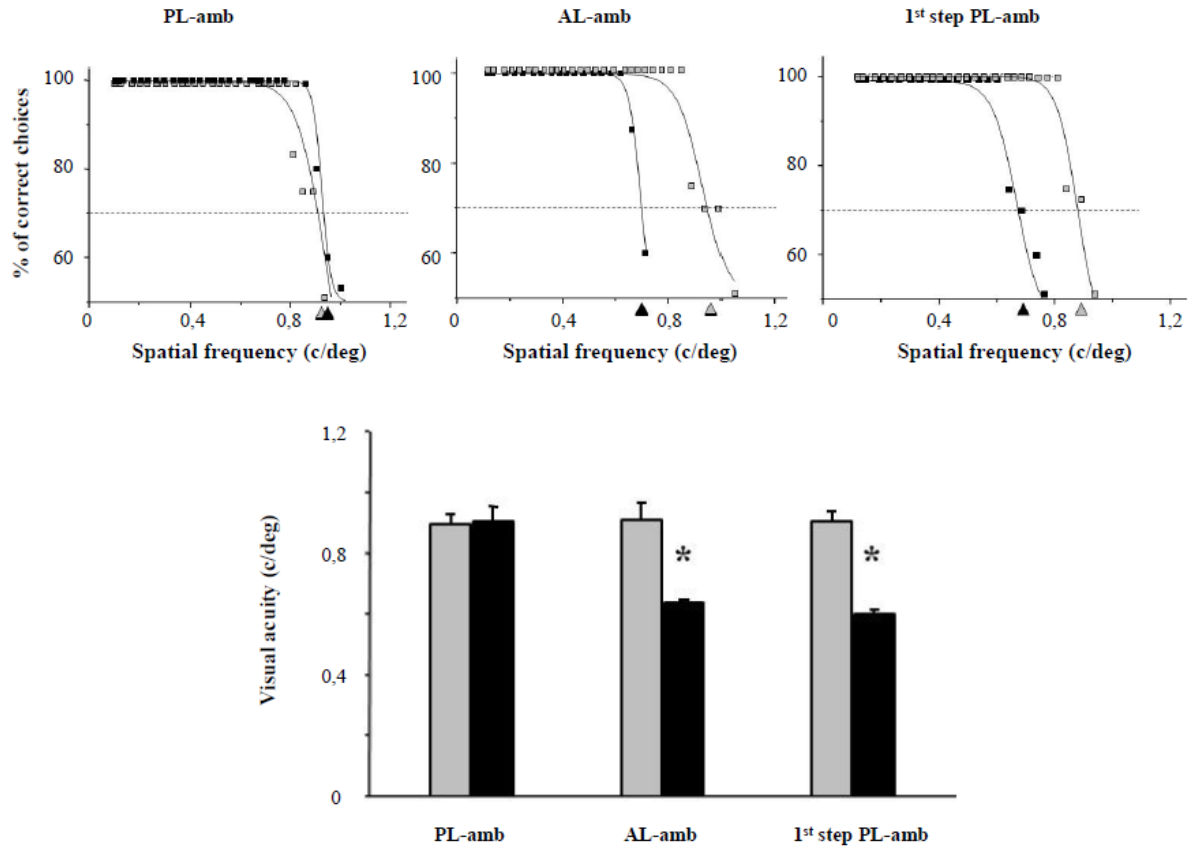 PL-amb AL-amb 1st step PL-amb
100 100 100
80 80 80
60 60 60
% of correct choices
0 0,4 0,8 1,2 0 0,4 0,8 1,2 0 0,4 0,8 1,2
Spatial frequency (c/deg) Spatial frequency (c/deg) Spatial frequency (c/deg)
1,2
0,8
0,4
0
Visual acuity (c/deg)
* *
PL-amb AL-amb 1st step PL-amb